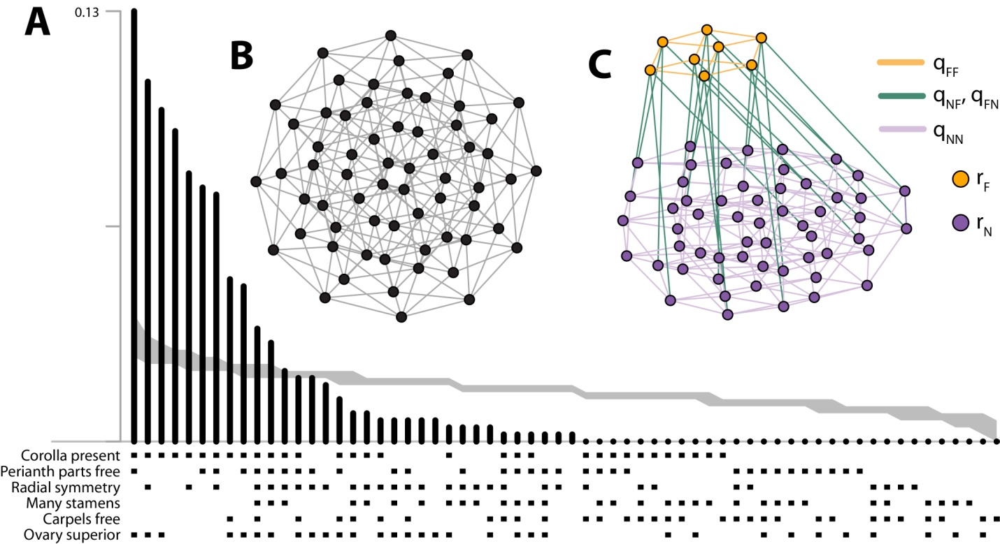 A
0.13
B
C
qFF
qNF, qFN
qNN
rF
rN
Corolla present
Perianth parts free
Radial symmetry
Many stamens
Carpels free
Ovary superior